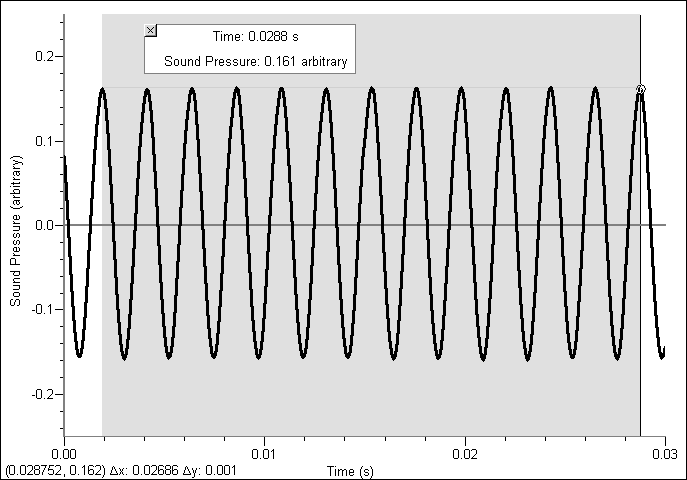 Time: 0.0288 s
Sound Pressure: 0.161 arbitrary
0.2
0.1
0.0
-0.1
-0.2
Sound Pressure (arbitrary)
0.00
0.01
0.02
0.03
(0.028752, 0.162) Δx: 0.02686 Δy: 0.001
Time (s)